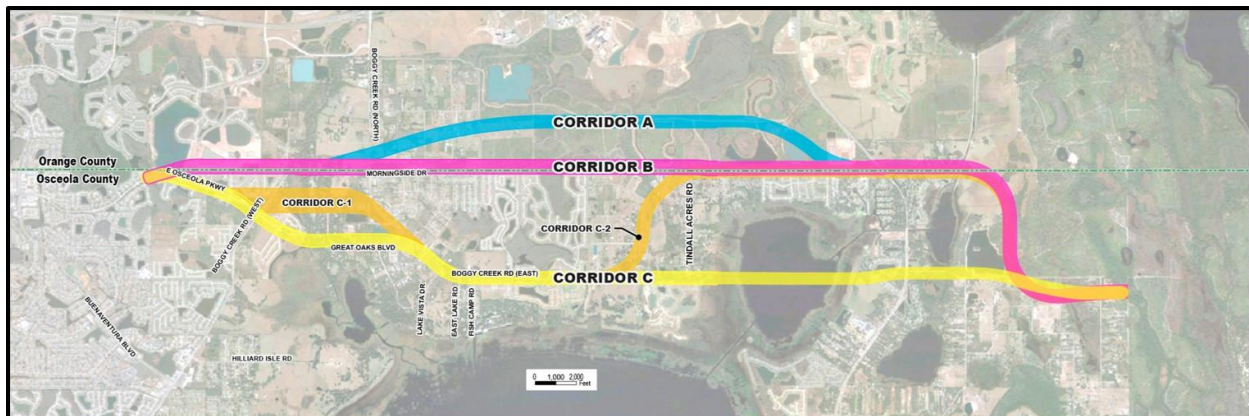 BOGGY CREEK RD (NORTH)
CORRIDOR A
Orange County
CORRIDOR B
Osceola County
E OSCEOLA PKWY
MORNINGSIDE DR
CORRIDOR C-1
TINDALL ACRES RD
BOGGY CREEK RD (WEST)
CORRIDOR C-2
GREAT OAKS BLVD
BOGGY CREEK RD (EAST)
CORRIDOR C
LAKE VISTA DR
EAST LAKE RD
FISH CAMP RD
BUENAVENTURA BLVD
HILLIARD ISLE RD
0 1,000 2,000
Feet